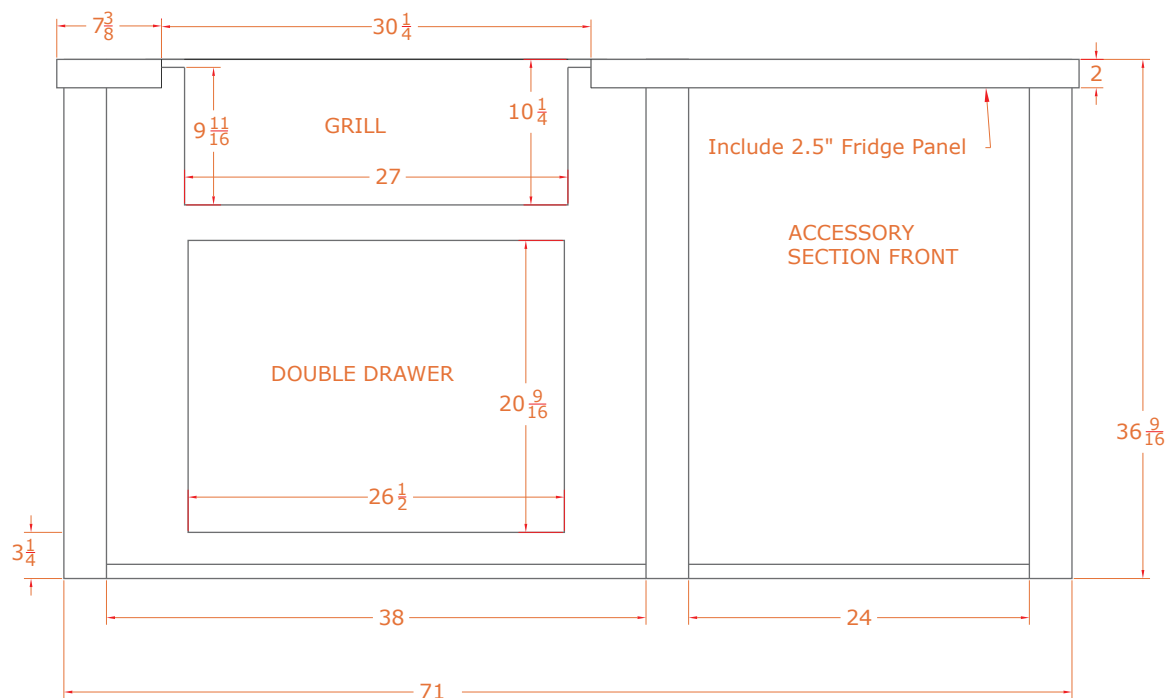 7 3/8
30 1/4
2
10 1/4
9 11/16
GRILL
Include 2.5" Fridge Panel
27
ACCESSORY
SECTION FRONT
DOUBLE DRAWER
20 9/16
36 9/16
26 1/2
3 1/4
38
24
71